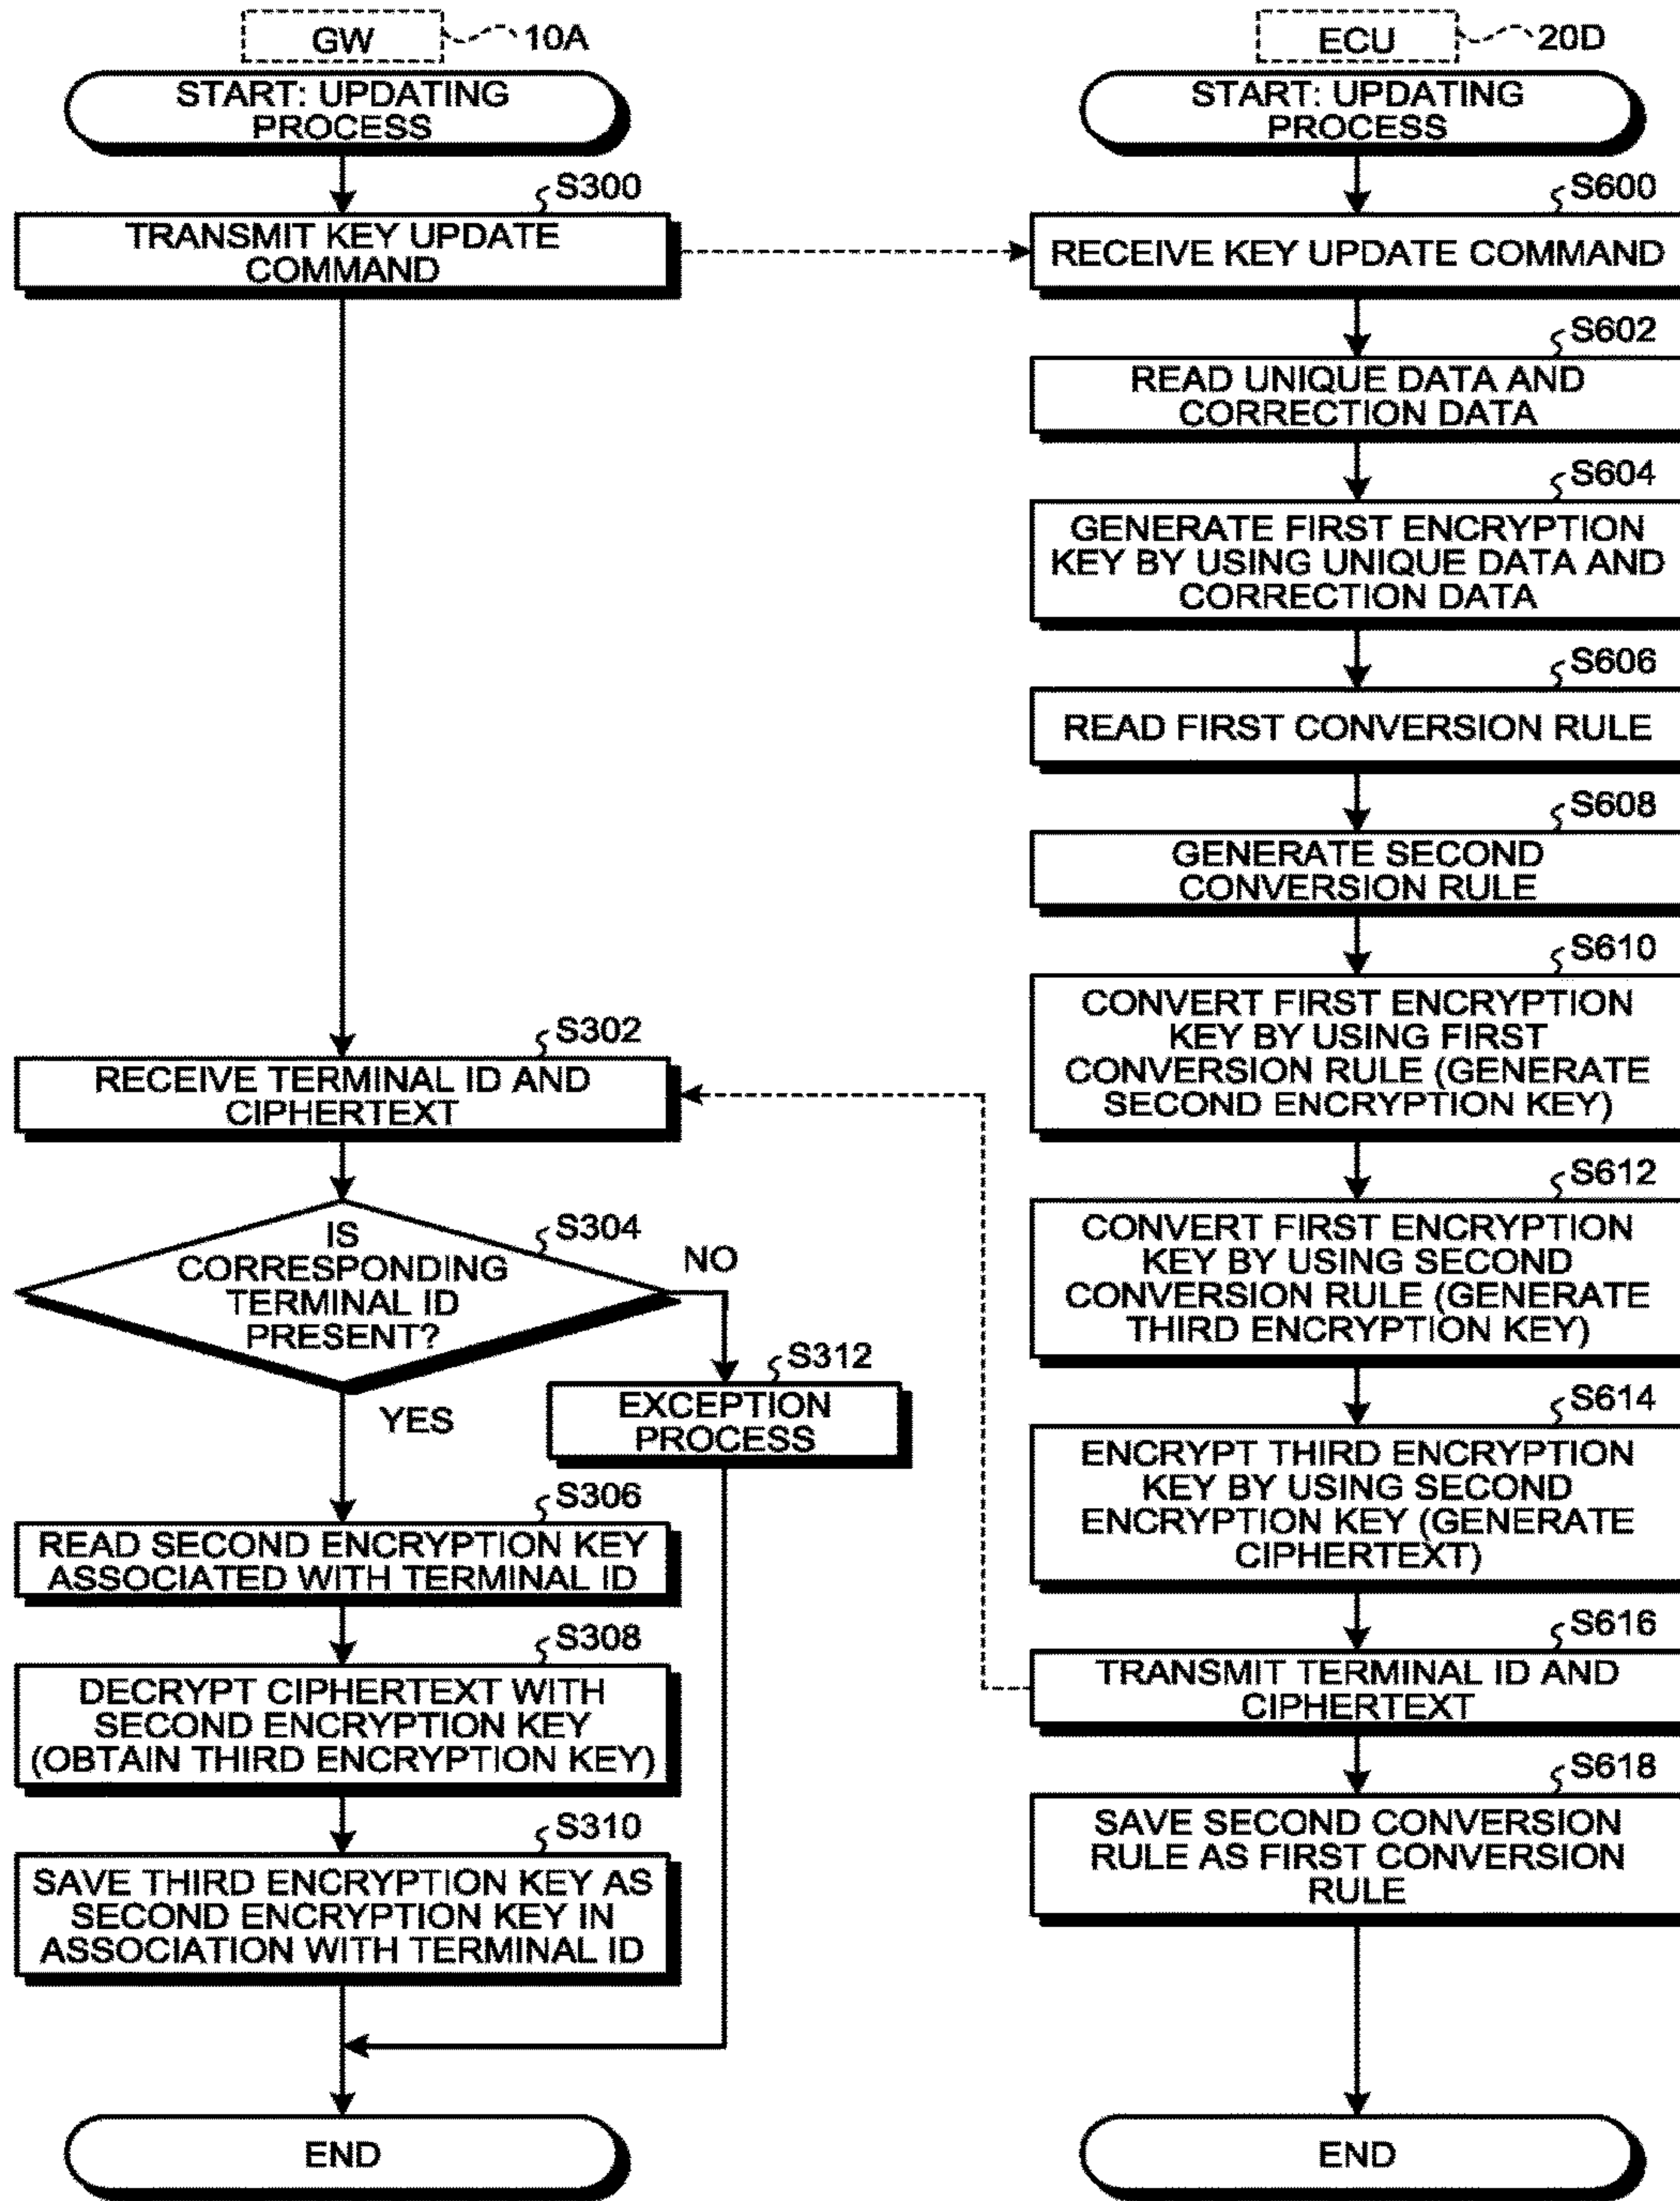 GW
10A
START: UPDATING
PROCESS
S300
TRANSMIT KEY UPDATE
COMMAND
S302
RECEIVE TERMINAL ID AND
CIPHERTEXT
S304
IS
CORRESPONDING
TERMINAL ID
PRESENT?
NO
YES
S312
EXCEPTION
PROCESS
S306
READ SECOND ENCRYPTION KEY
ASSOCIATED WITH TERMINAL ID
S308
DECRYPT CIPHERTEXT WITH
SECOND ENCRYPTION KEY
(OBTAIN THIRD ENCRYPTION KEY)
S310
SAVE THIRD ENCRYPTION KEY AS
SECOND ENCRYPTION KEY IN
ASSOCIATION WITH TERMINAL ID
END
ECU
20D
START: UPDATING
PROCESS
S600
RECEIVE KEY UPDATE COMMAND
S602
READ UNIQUE DATA AND
CORRECTION DATA
S604
GENERATE FIRST ENCRYPTION
KEY BY USING UNIQUE DATA AND
CORRECTION DATA
S606
READ FIRST CONVERSION RULE
S608
GENERATE SECOND
CONVERSION RULE
S610
CONVERT FIRST ENCRYPTION
KEY BY USING FIRST
CONVERSION RULE (GENERATE
SECOND ENCRYPTION KEY)
S612
CONVERT FIRST ENCRYPTION
KEY BY USING SECOND
CONVERSION RULE (GENERATE
THIRD ENCRYPTION KEY)
S614
ENCRYPT THIRD ENCRYPTION
KEY BY USING SECOND
ENCRYPTION KEY (GENERATE
CIPHERTEXT)
S616
TRANSMIT TERMINAL ID AND
CIPHERTEXT
S618
SAVE SECOND CONVERSION
RULE AS FIRST CONVERSION
RULE
END